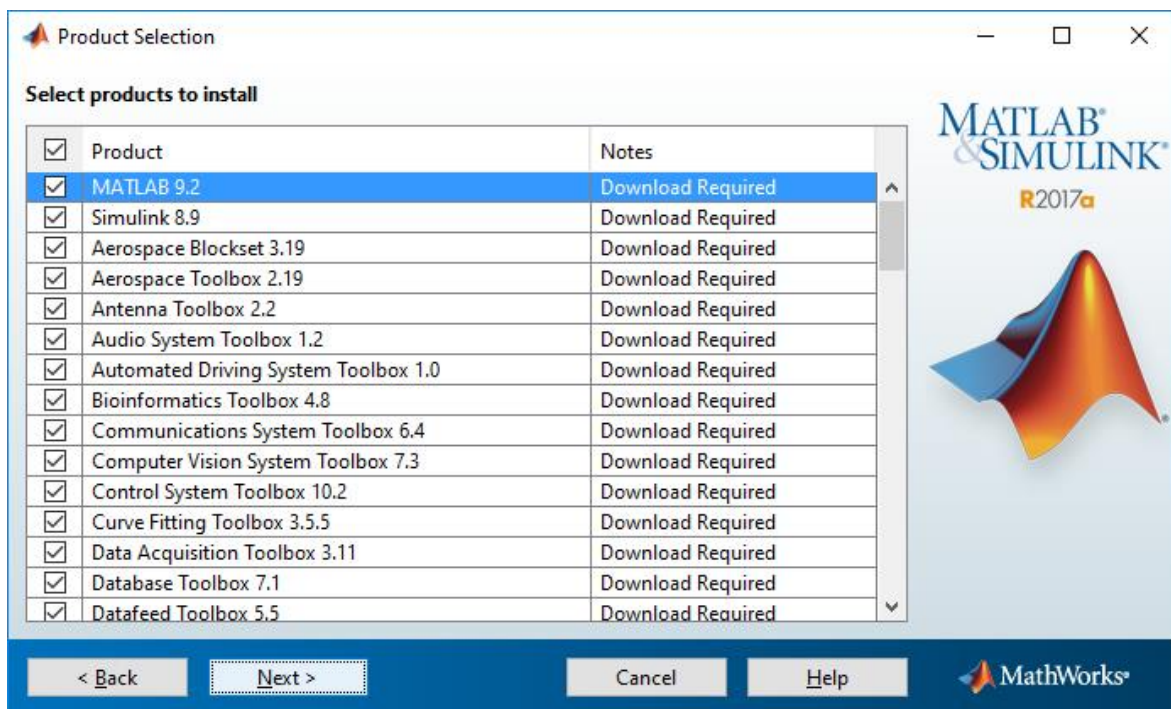 Product Selection
Select products to install
Product Notes
MATLAB 9.2 Download Required
Simulink 8.9 Download Required
Aerospace Blockset 3.19 Download Required
Aerospace Toolbox 2.19 Download Required
Antenna Toolbox 2.2 Download Required
Audio System Toolbox 1.2 Download Required
Automated Driving System Toolbox 1.0 Download Required
Bioinformatics Toolbox 4.8 Download Required
Communications System Toolbox 6.4 Download Required
Computer Vision System Toolbox 7.3 Download Required
Control System Toolbox 10.2 Download Required
Curve Fitting Toolbox 3.5.5 Download Required
Data Acquisition Toolbox 3.11 Download Required
Database Toolbox 7.1 Download Required
Datafeed Toolbox 5.5 Download Required
MATLAB®
&SIMULINK®
R2017a
®
< Back Next > Cancel Help MathWorks®